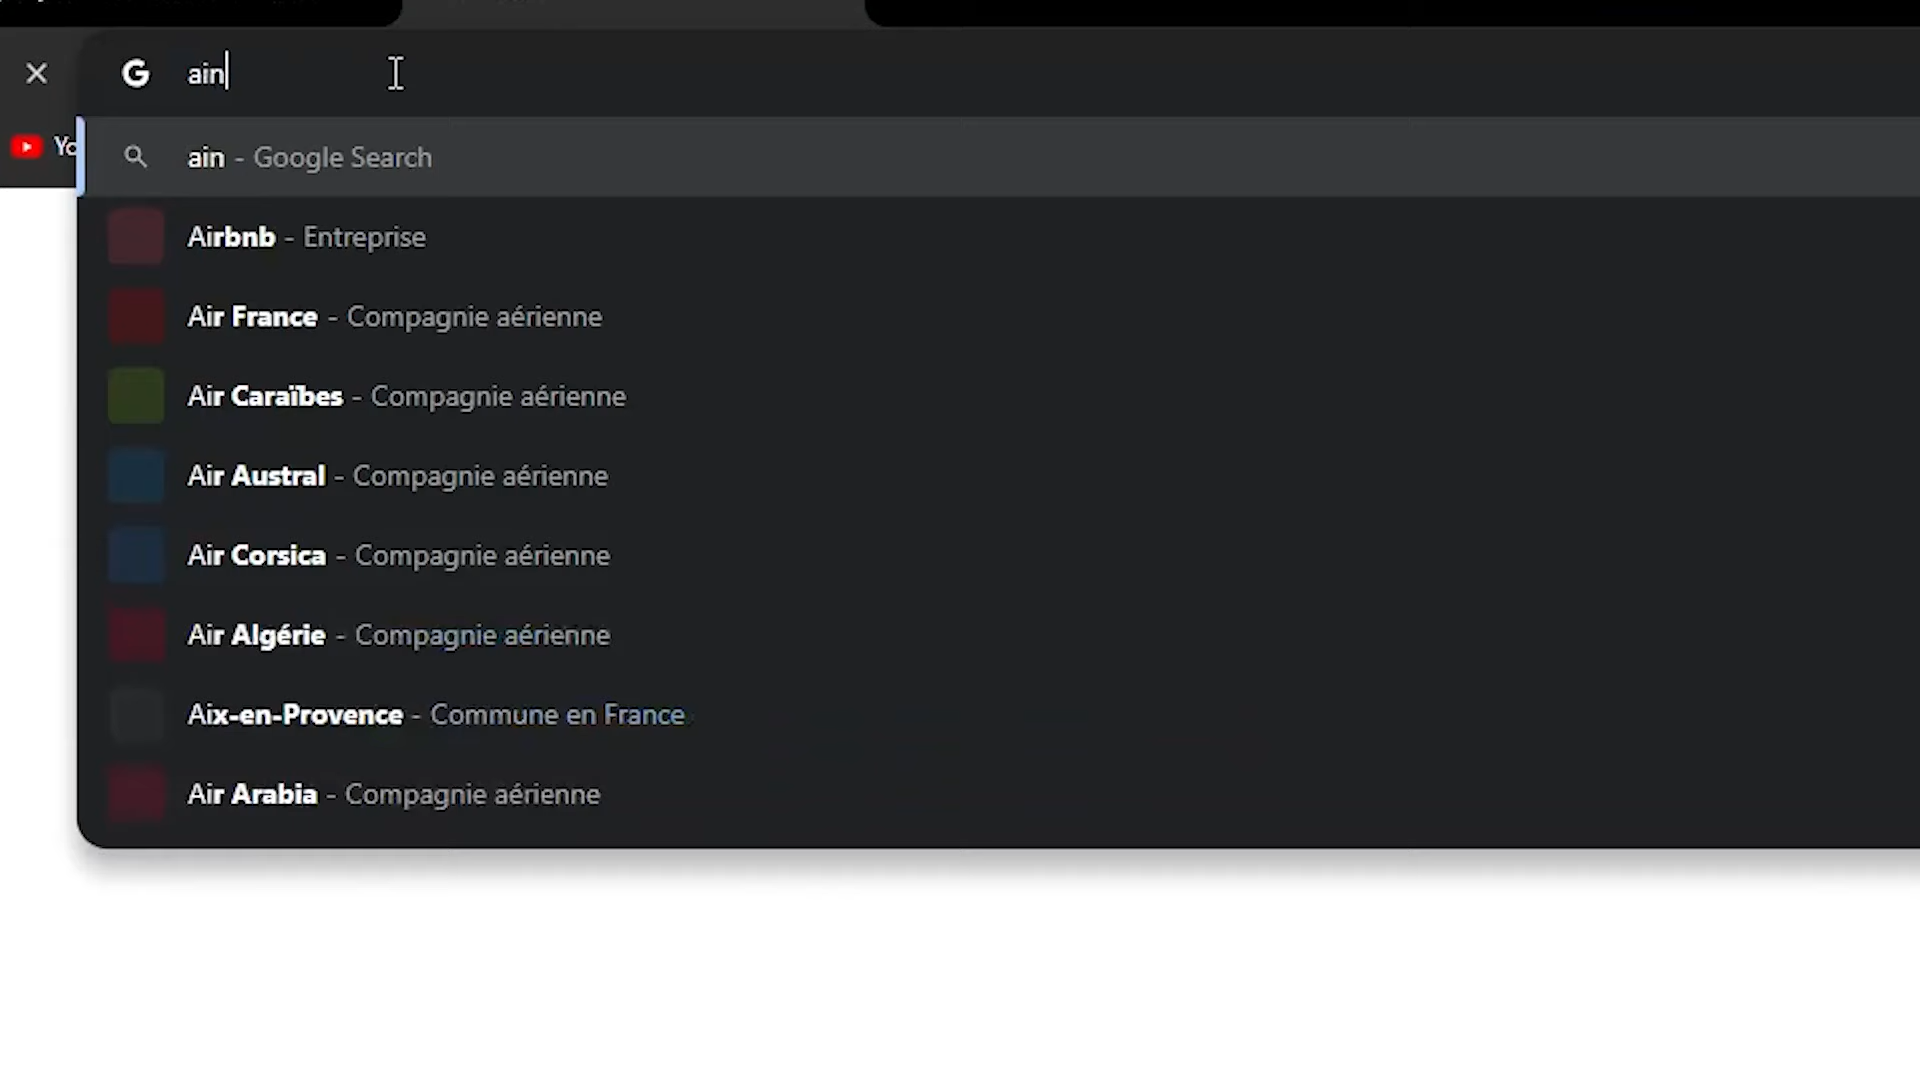 ain
Yo
ain - Google Search
Airbnb - Entreprise
Air France - Compagnie aérienne
Air Caraïbes - Compagnie aérienne
Air Austral - Compagnie aérienne
Air Corsica - Compagnie aérienne
Air Algérie - Compagnie aérienne
Aix-en-Provence - Commune en France
Air Arabia - Compagnie aérienne